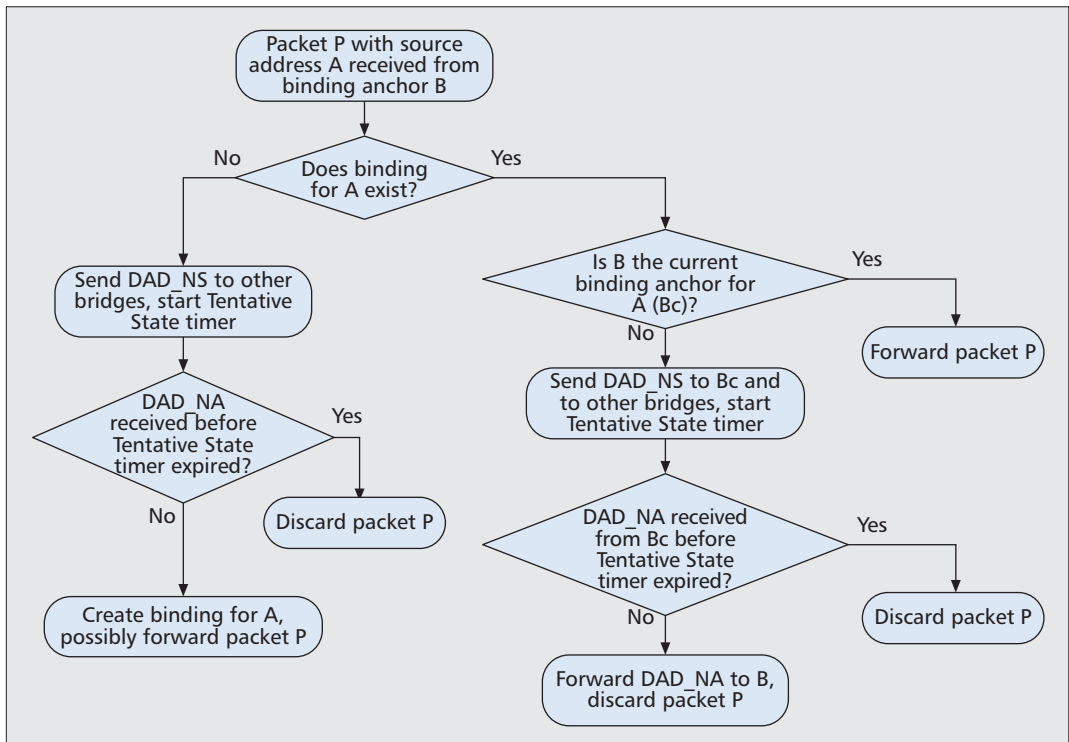 Packet P with source
address A received from
binding anchor B
No
Yes
Does binding
for A exist?
Send DAD_NS to other
bridges, start Tentative
State timer
Is B the current
binding anchor for
A (Bc)?
Yes
No
Forward packet P
DAD_NA
received before
Tentative State
timer expired?
Yes
No
Discard packet P
Send DAD_NS to Bc and
to other bridges, start
Tentative State timer
DAD_NA received
from Bc before
Tentative State
timer expired?
Yes
No
Discard packet P
Create binding for A,
possibly forward packet P
Forward DAD_NA to B,
discard packet P